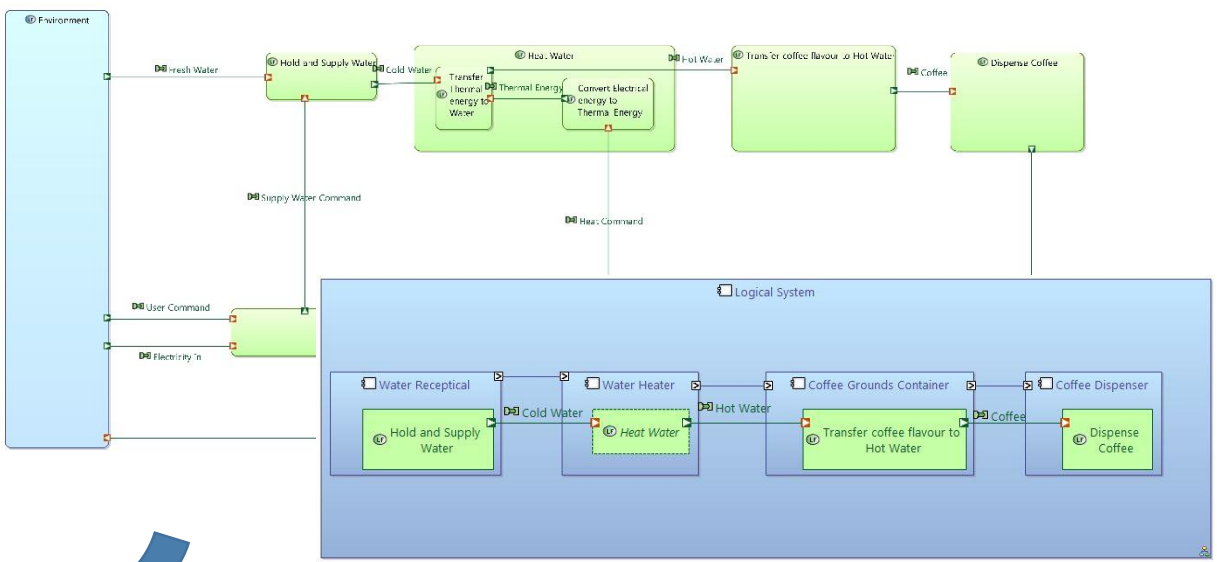 Environment
Fresh Water
Hold and Supply Water
Cold Water
Heat Water
Transfer
Thermal
energy to
Water
Thermal Energy
Convert Electrical
energy to
Thermal Energy
Hot Water
Transfer coffee flavour to Hot Water
Coffee
Dispense Coffee
Supply Water Command
Heat Command
User Command
Electricity In
Logical System
Water Receptical
Water Heater
Coffee Grounds Container
Coffee Dispenser
Hold and Supply
Water
Cold Water
Heat Water
Hot Water
Transfer coffee flavour to
Hot Water
Coffee
Dispense
Coffee